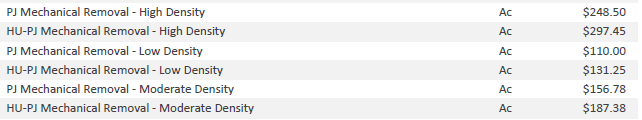 PJ Mechanical Removal - High Density Ac $248.50
HU-PJ Mechanical Removal - High Density Ac $297.45
PJ Mechanical Removal - Low Density Ac $110.00
HU-PJ Mechanical Removal - Low Density Ac $131.25
PJ Mechanical Removal - Moderate Density Ac $156.78
HU-PJ Mechanical Removal - Moderate Density Ac $187.38